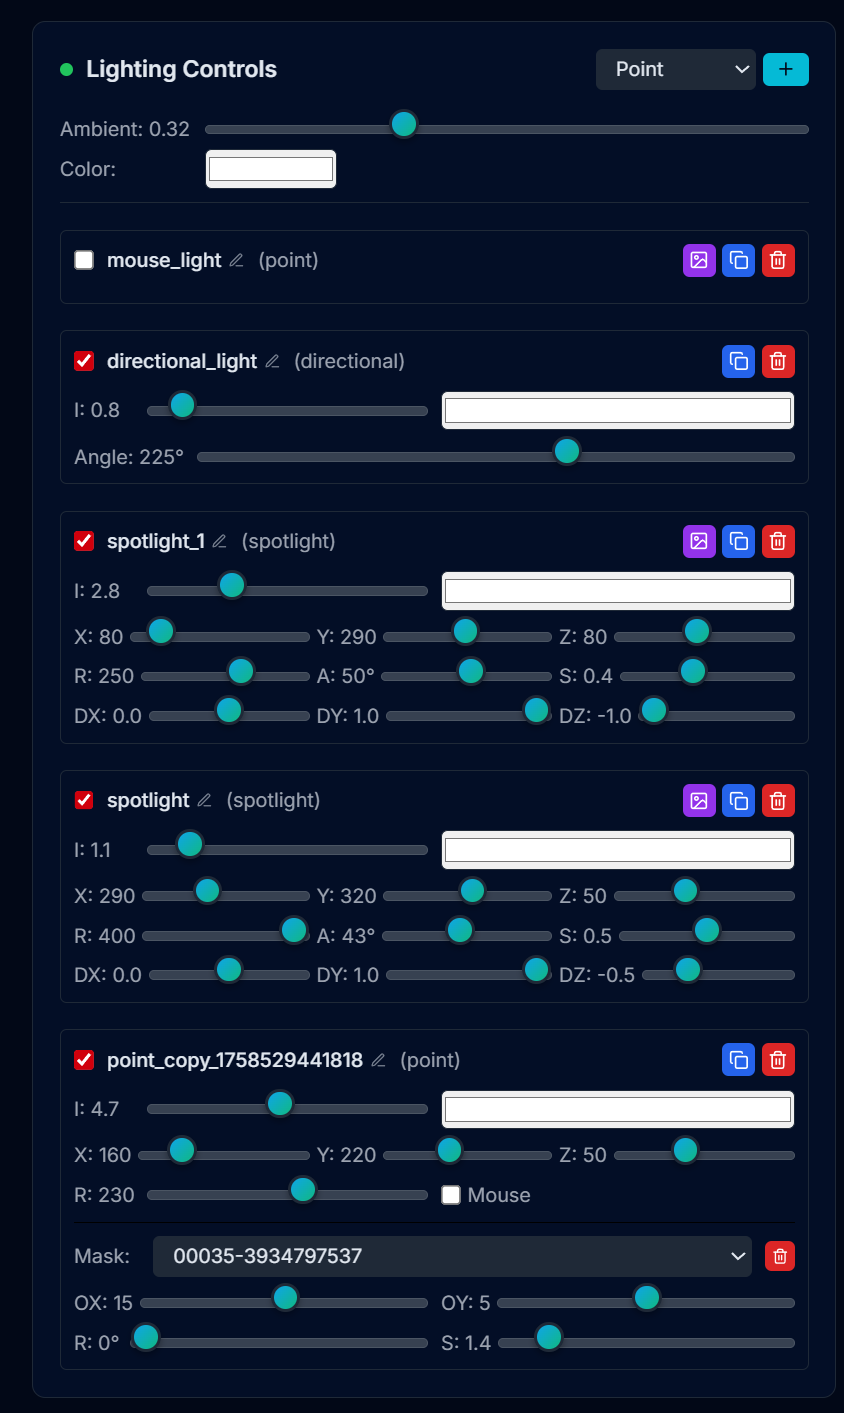 Lighting Controls Point +
Ambient: 0.32
Color:
mouse_light (point)
directional_light (directional)
I: 0.8
Angle: 225°
spotlight_1 (spotlight)
I: 2.8
X: 80 Y: 290 Z: 80
R: 250 A: 50° S: 0.4
DX: 0.0 DY: 1.0 DZ: -1.0
spotlight (spotlight)
I: 1.1
X: 290 Y: 320 Z: 50
R: 400 A: 43° S: 0.5
DX: 0.0 DY: 1.0 DZ: -0.5
point_copy_1758529441818 (point)
I: 4.7
X: 160 Y: 220 Z: 50
R: 230 Mouse
Mask: 00035-3934797537
OX: 15 OY: 5
R: 0° S: 1.4